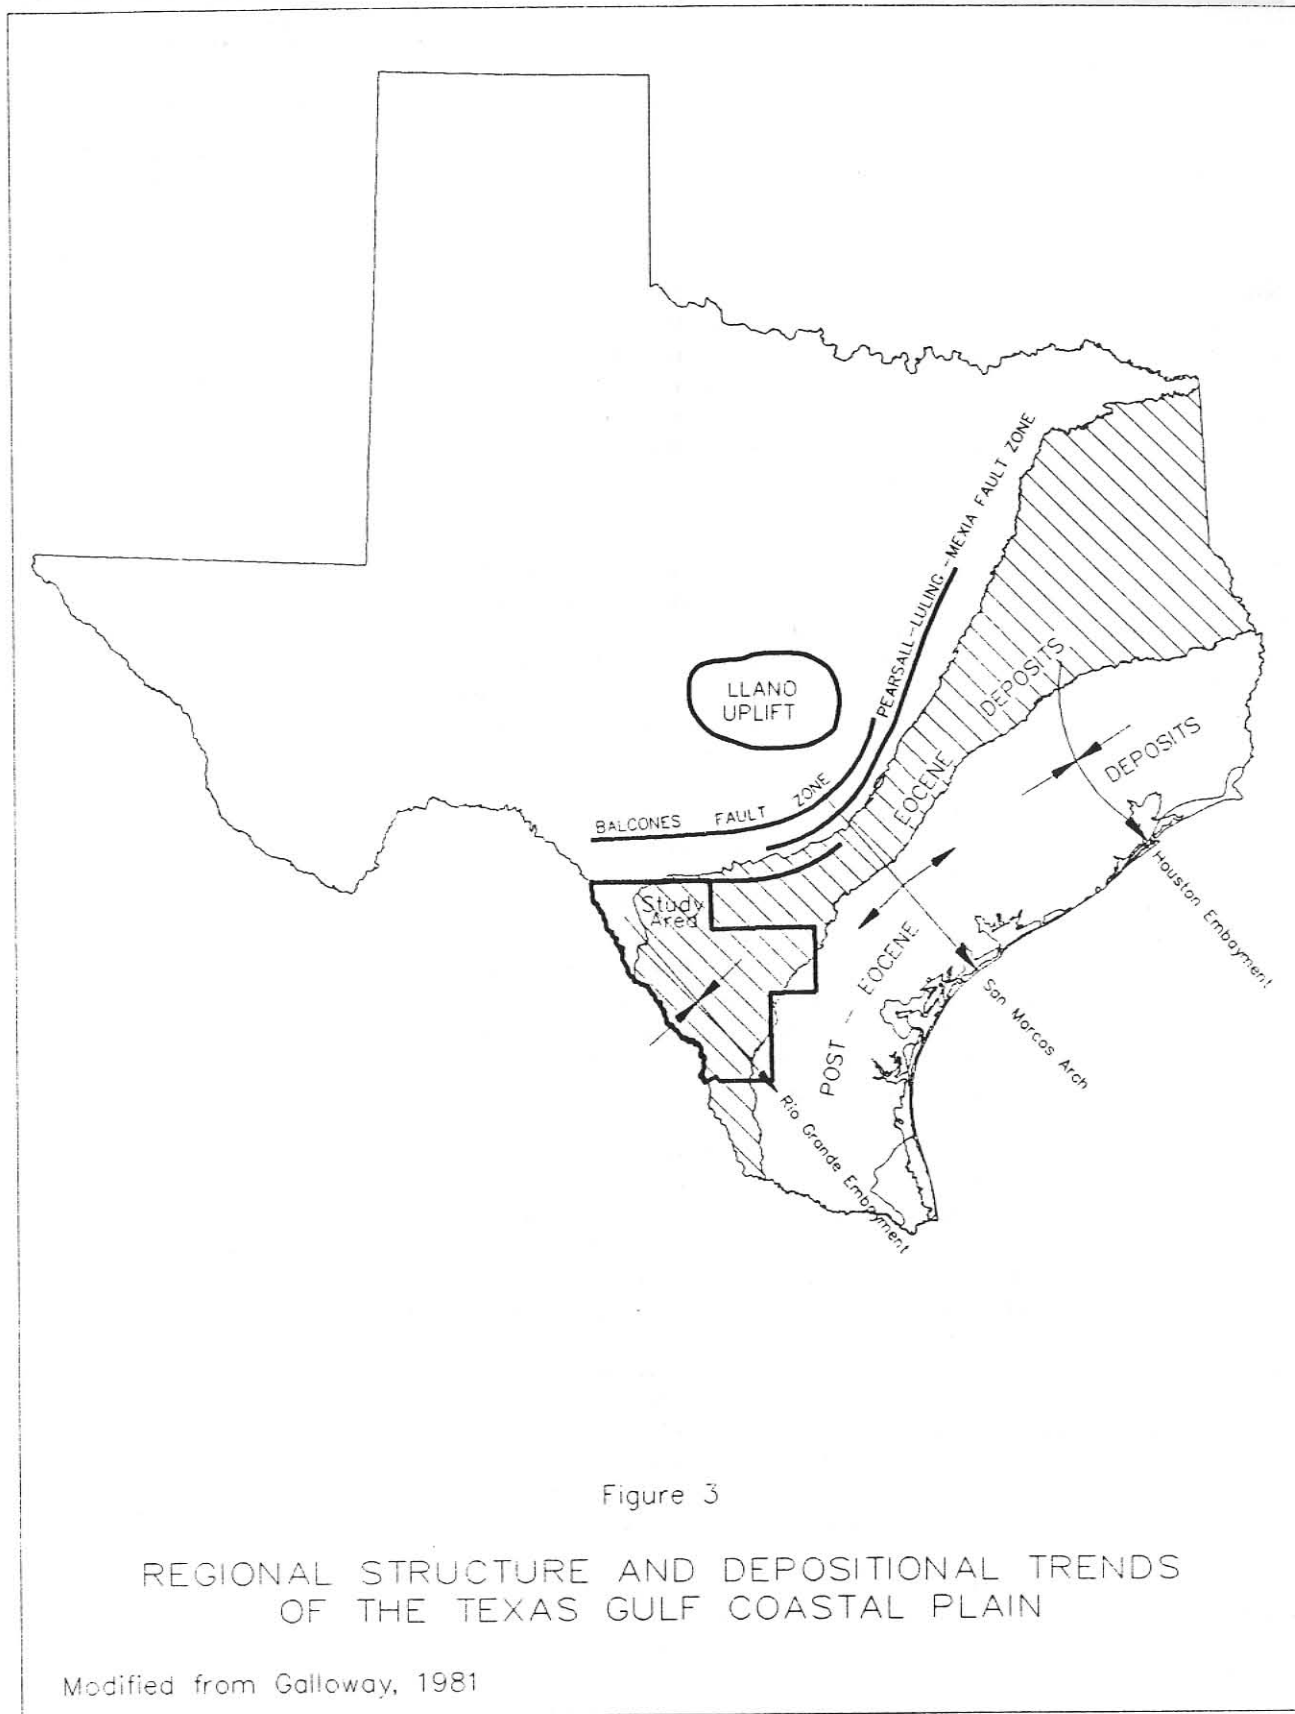 PEARSALL-LULING-MEXIA FAULT ZONE
LLANO
UPLIFT
BALCONES FAULT ZONE
EOCENE DEPOSITS
POST - EOCENE DEPOSITS
Study
Area
Houston Embayment
San Marcos Arch
Rio Grande Embayment
Figure 3
REGIONAL STRUCTURE AND DEPOSITIONAL TRENDS
OF THE TEXAS GULF COASTAL PLAIN
Modified from Galloway, 1981